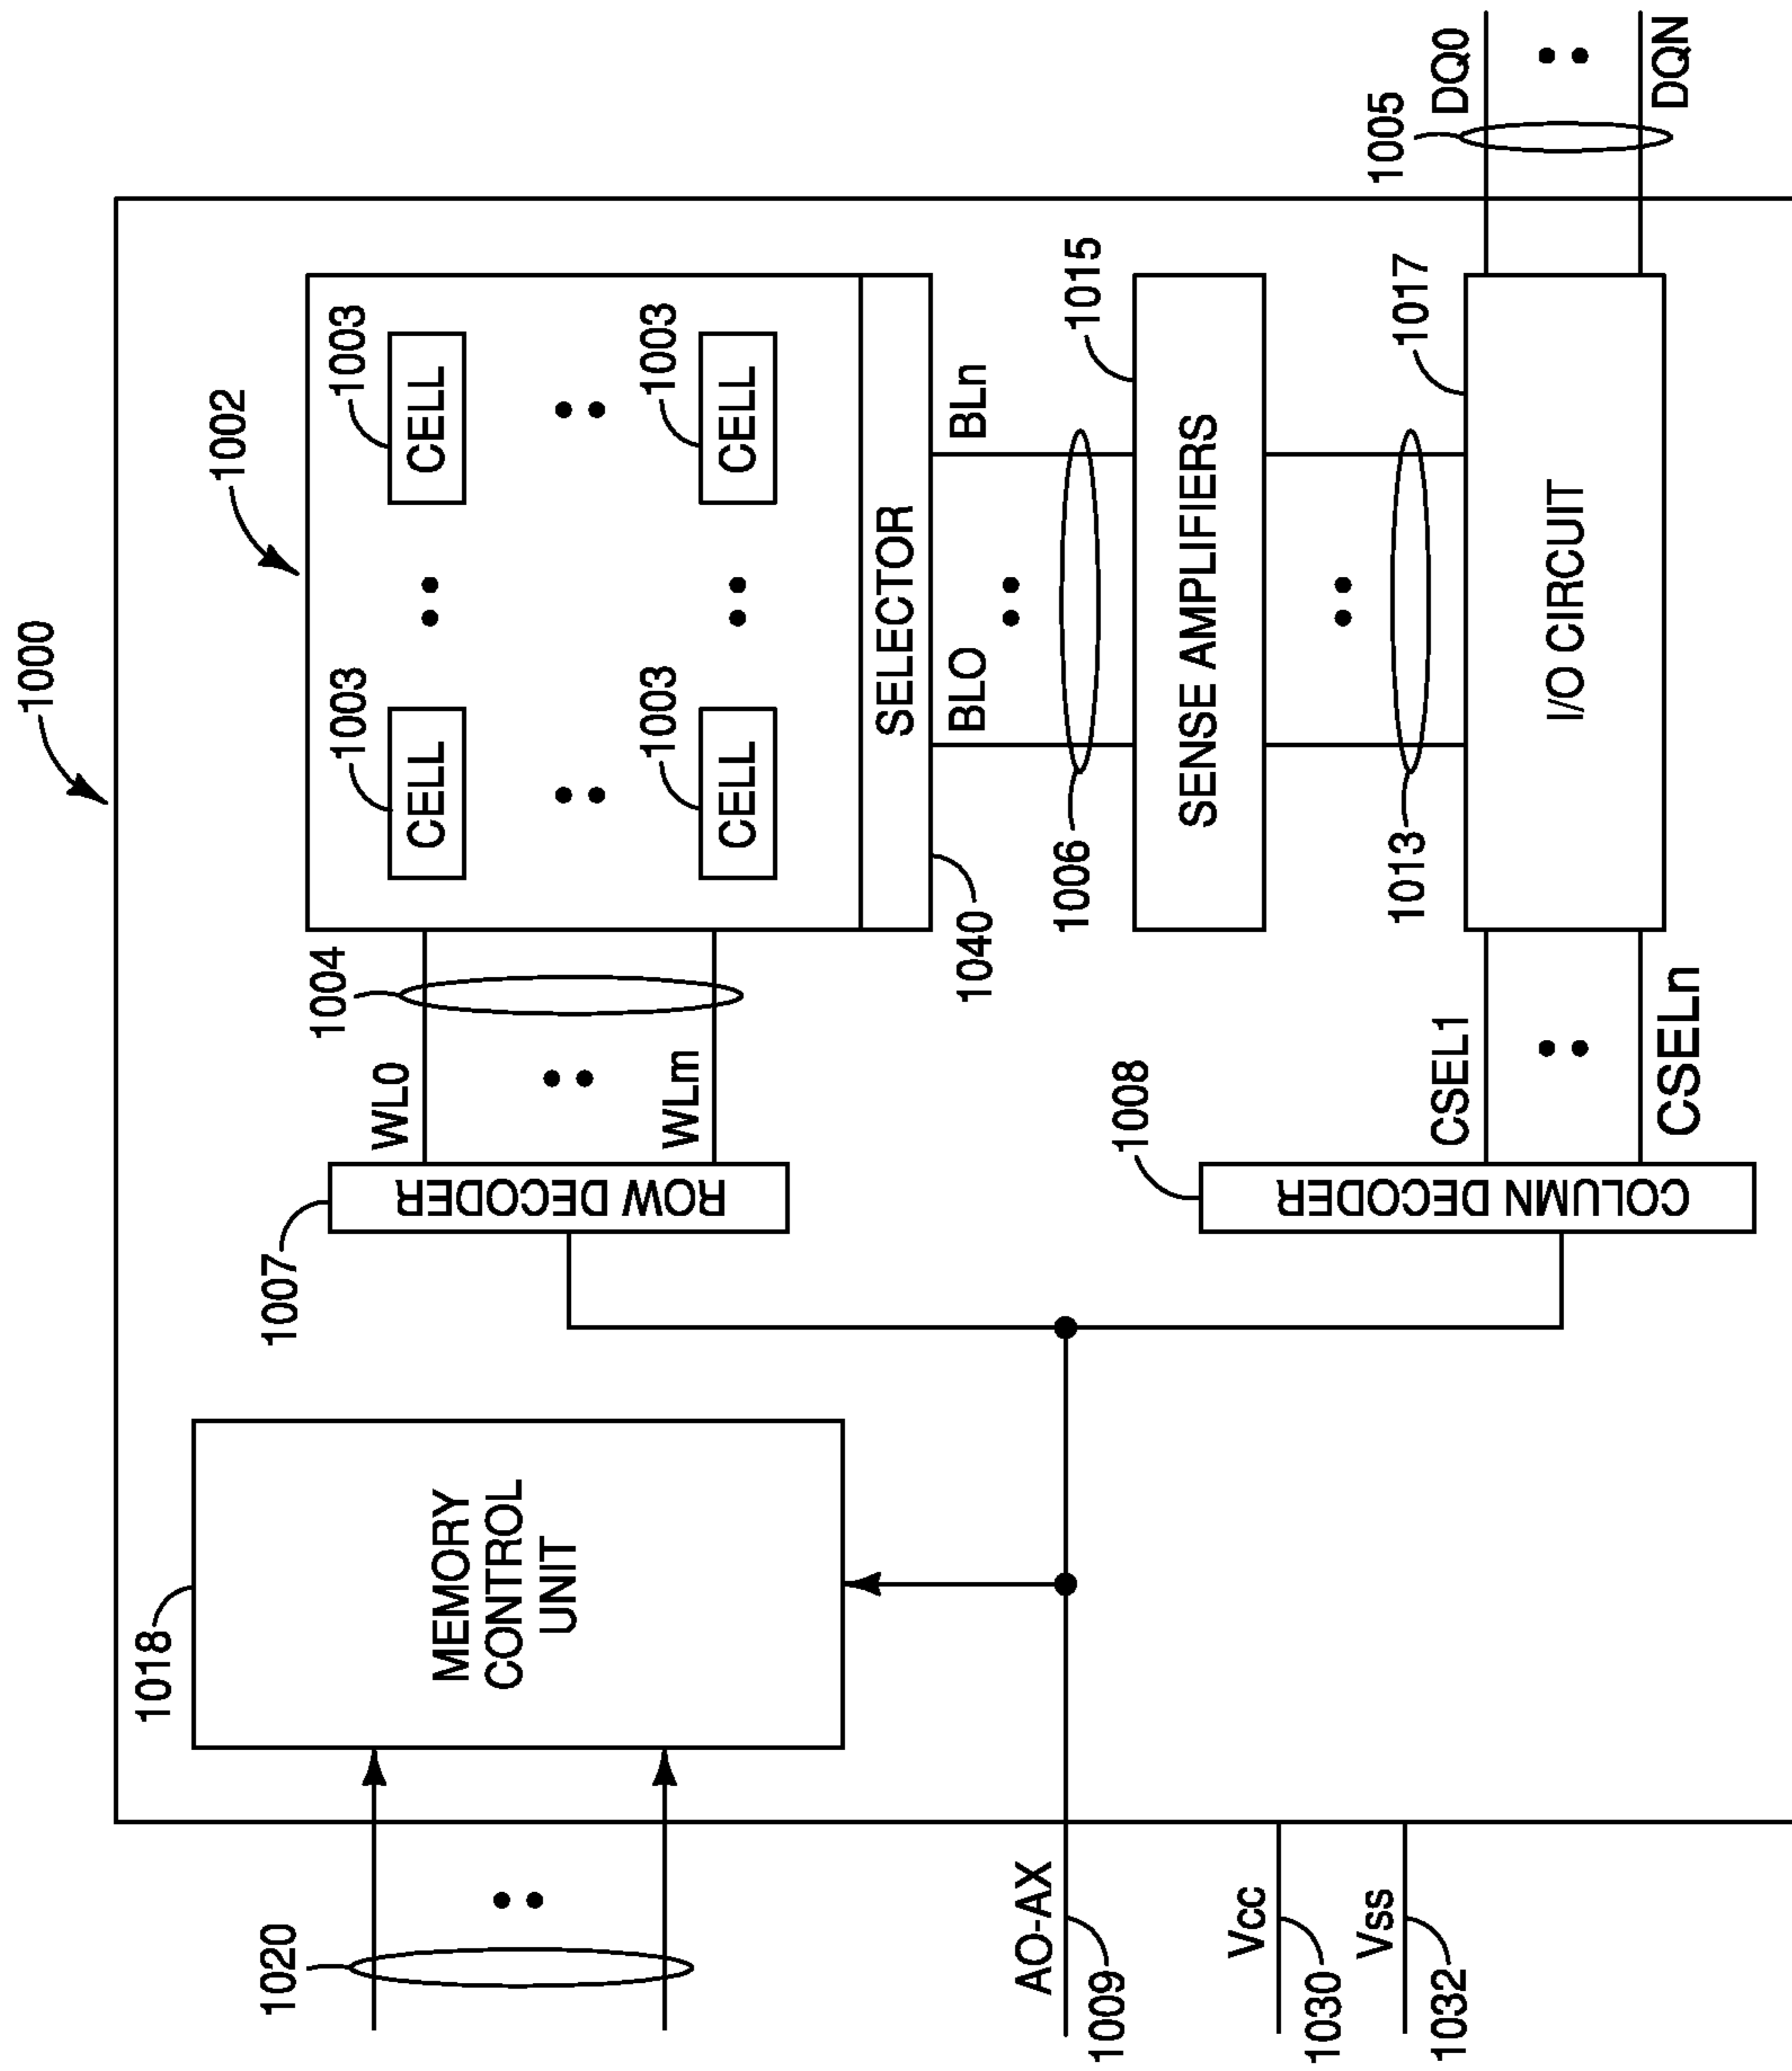 1000
1002
1018
1003
1003
CELL
CELL
1020
MEMORY
CONTROL
UNIT
1007
ROW DECODER
WL0
1004
WLm
1003
1003
CELL
CELL
SELECTOR
1040
BLO
BLn
AO-AX
1009
1006
1015
SENSE AMPLIFIERS
1008
Vcc
1030
COLUMN DECODER
1013
1017
1005
Vss
1032
CSEL1
CSELn
I/O CIRCUIT
DQ0
DQN